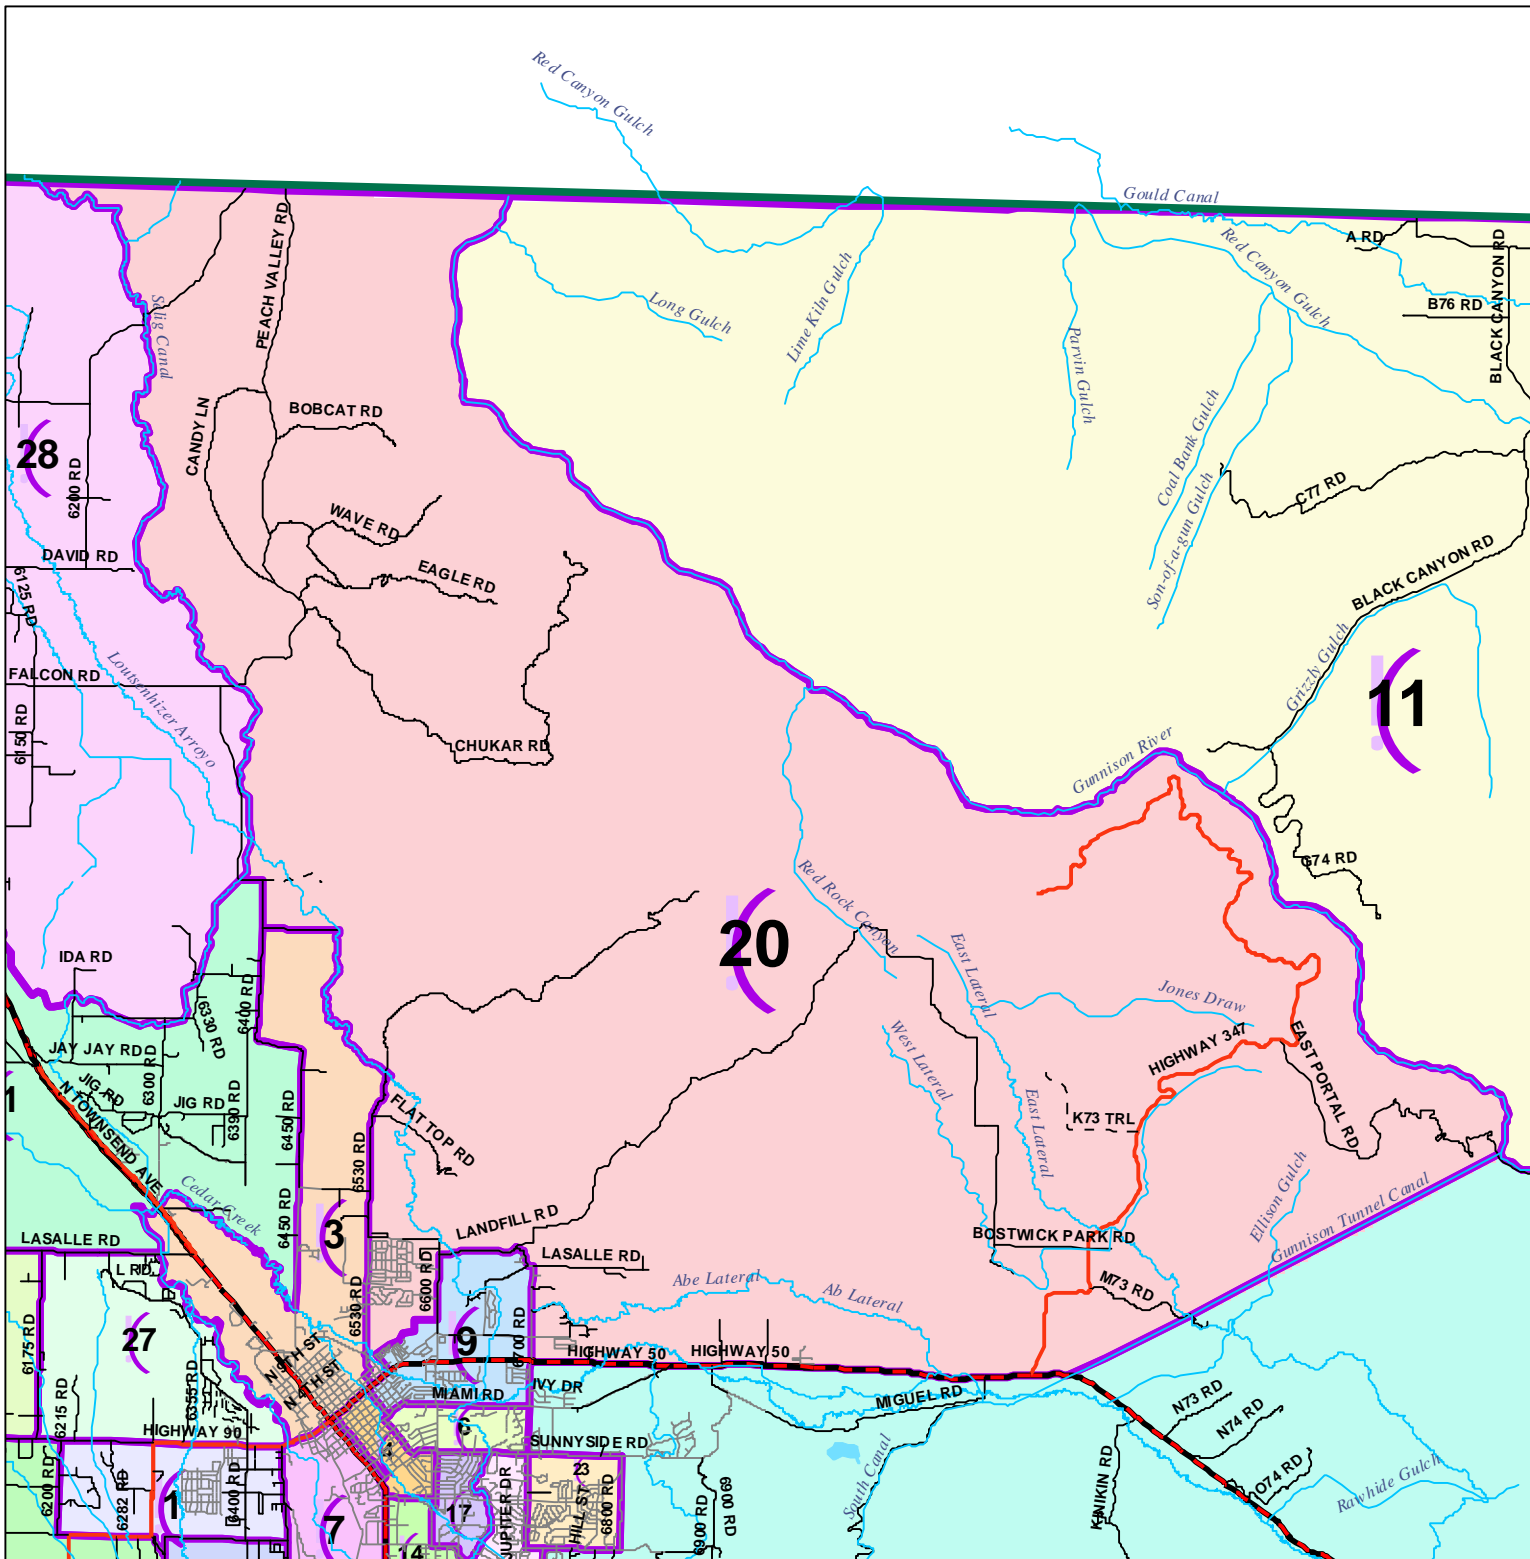 Red Canyon Gulch
Gould Canal
Red Canyon Gulch
A RD
BLACK CANYON RD
B76 RD
PEACH VALLEY RD
Selig Canal
Long Gulch
Lime Kiln Gulch
Parvin Gulch
CANDY LN
BOBCAT RD
Coal Bank Gulch
28
6200 RD
WAVE RD
C77 RD
Son-of-a-gun Gulch
DAVID RD
EAGLE RD
BLACK CANYON RD
6125 RD
Grizzly Gulch
FALCON RD
Loutsenhizer Arroyo
11
6150 RD
CHUKAR RD
Gunnison River
G74 RD
Red Rock Canyon
20
IDA RD
East Lateral
Jones Draw
6330 RD
6400 RD
West Lateral
HIGHWAY 347
EAST PORTAL RD
JAY JAY RD
6300 RD
JIG RD
JIG RD
6390 RD
6450 RD
1
N TOWNSEND AVE
FLAT TOP RD
K73 TRL
East Lateral
6530 RD
Cedar Creek
6450 RD
3
LANDFILL RD
Ellison Gulch
Gunnison Tunnel Canal
LASALLE RD
LASALLE RD
BOSTWICK PARK RD
L RD
6600 RD
Abe Lateral
Ab Lateral
M73 RD
6530 RD
6175 RD
27
9
6700 RD
HIGHWAY 50
HIGHWAY 50
N 9TH ST
N 4TH ST
MIAMI RD
IVY DR
MIGUEL RD
N73 RD
6215 RD
6355 RD
HIGHWAY 90
6
SUNNYSIDE RD
N74 RD
4
23
South Canal
KINIKIN RD
O74 RD
Rawhide Gulch
6200 RD
6282 RD
1
6400 RD
7
17
JUPITER DR
HILL ST
6800 RD
6900 RD
6900 RD
14